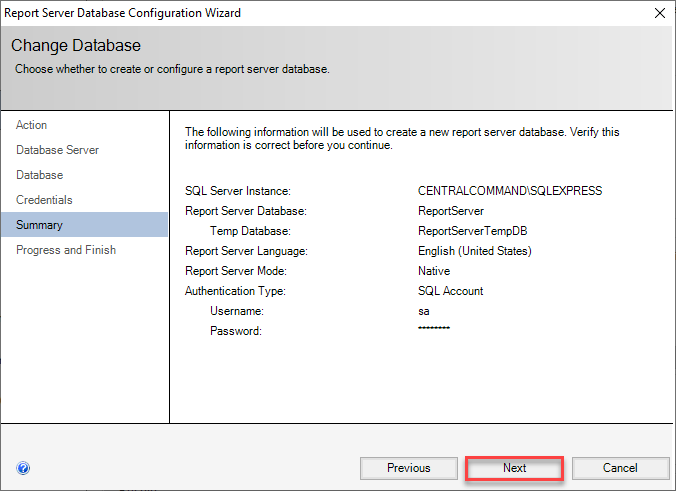 Report Server Database Configuration Wizard
Change Database
Choose whether to create or configure a report server database.
Action
Database Server
Database
Credentials
Summary
Progress and Finish
The following information will be used to create a new report server database. Verify this
information is correct before you continue.
SQL Server Instance: CENTRALCOMMAND\SQLEXPRESS
Report Server Database: ReportServer
Temp Database: ReportServerTempDB
Report Server Language: English (United States)
Report Server Mode: Native
Authentication Type: SQL Account
Username: sa
Password: ********
Previous Next Cancel